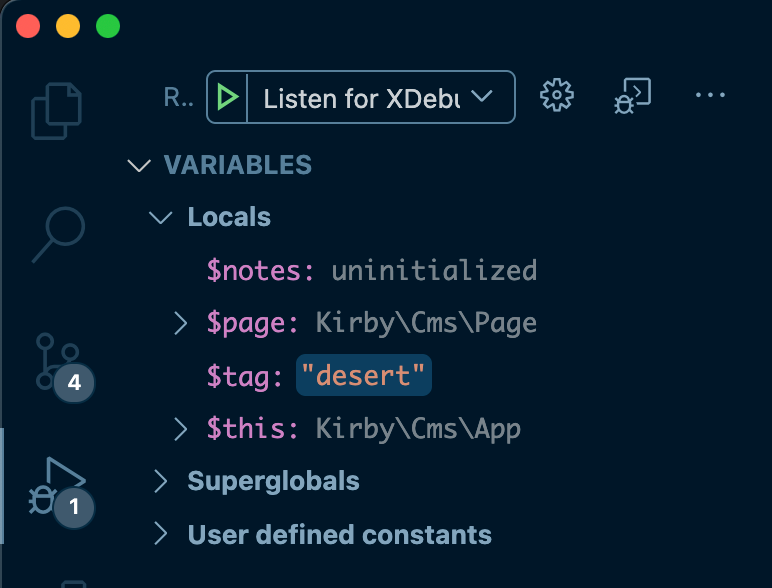 R..
Listen for XDebu
VARIABLES
Locals
$notes: uninitialized
$page: Kirby\Cms\Page
$tag: "desert"
4
$this: Kirby\Cms\App
Superglobals
1
User defined constants